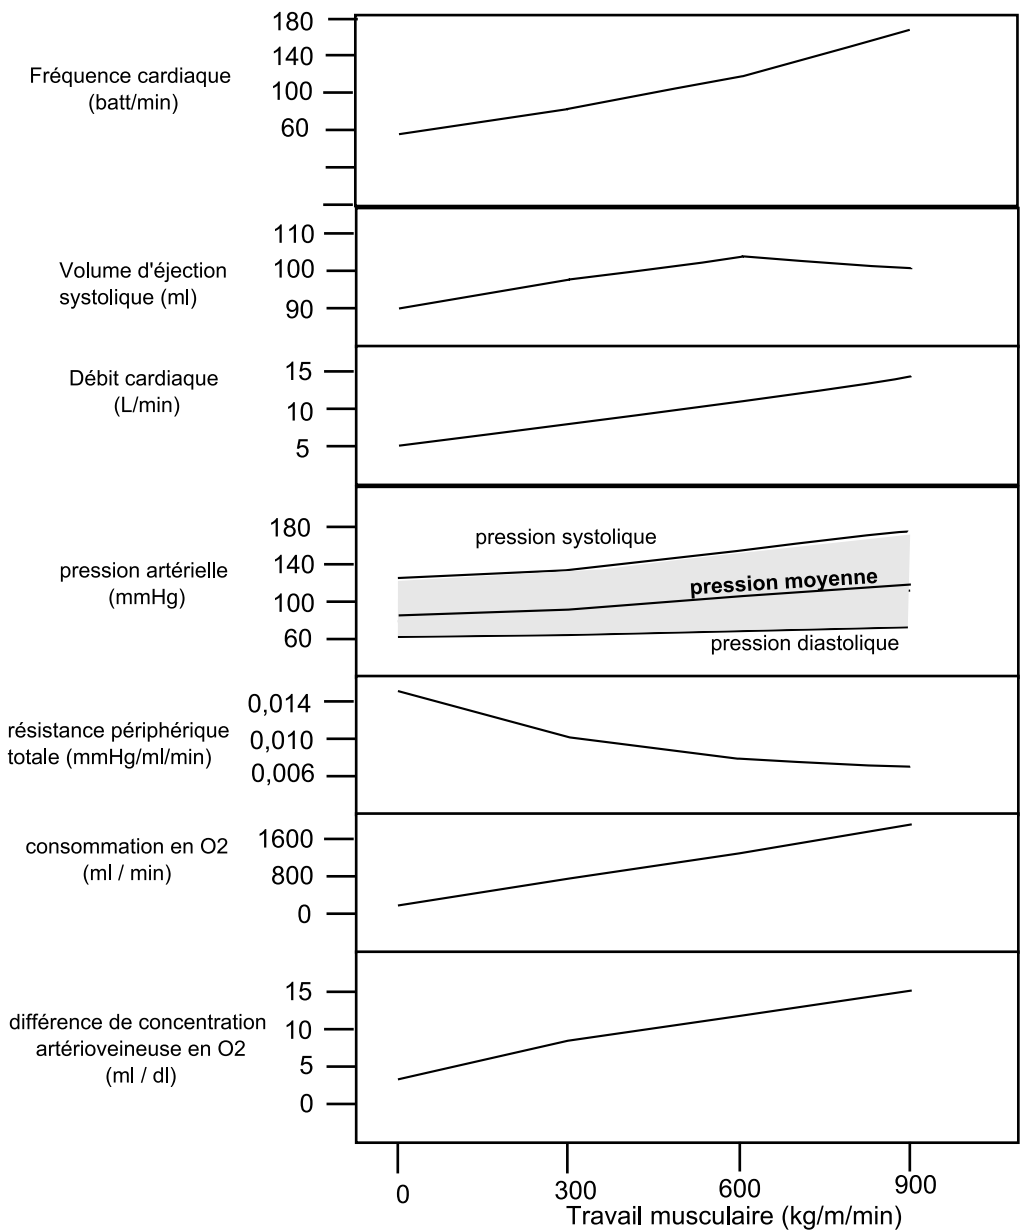 180
140
100
60
Fréquence cardiaque
(batt/min)
110
100
90
Volume d'éjection
systolique (ml)
15
10
5
Débit cardiaque
(L/min)
180
140
100
60
pression artérielle
(mmHg)
pression systolique
pression moyenne
pression diastolique
0,014
0,010
0,006
résistance périphérique
totale (mmHg/ml/min)
1600
800
0
consommation en O2
(ml / min)
15
10
5
0
différence de concentration
artérioveineuse en O2
(ml / dl)
0 300 600 900
Travail musculaire (kg/m/min)